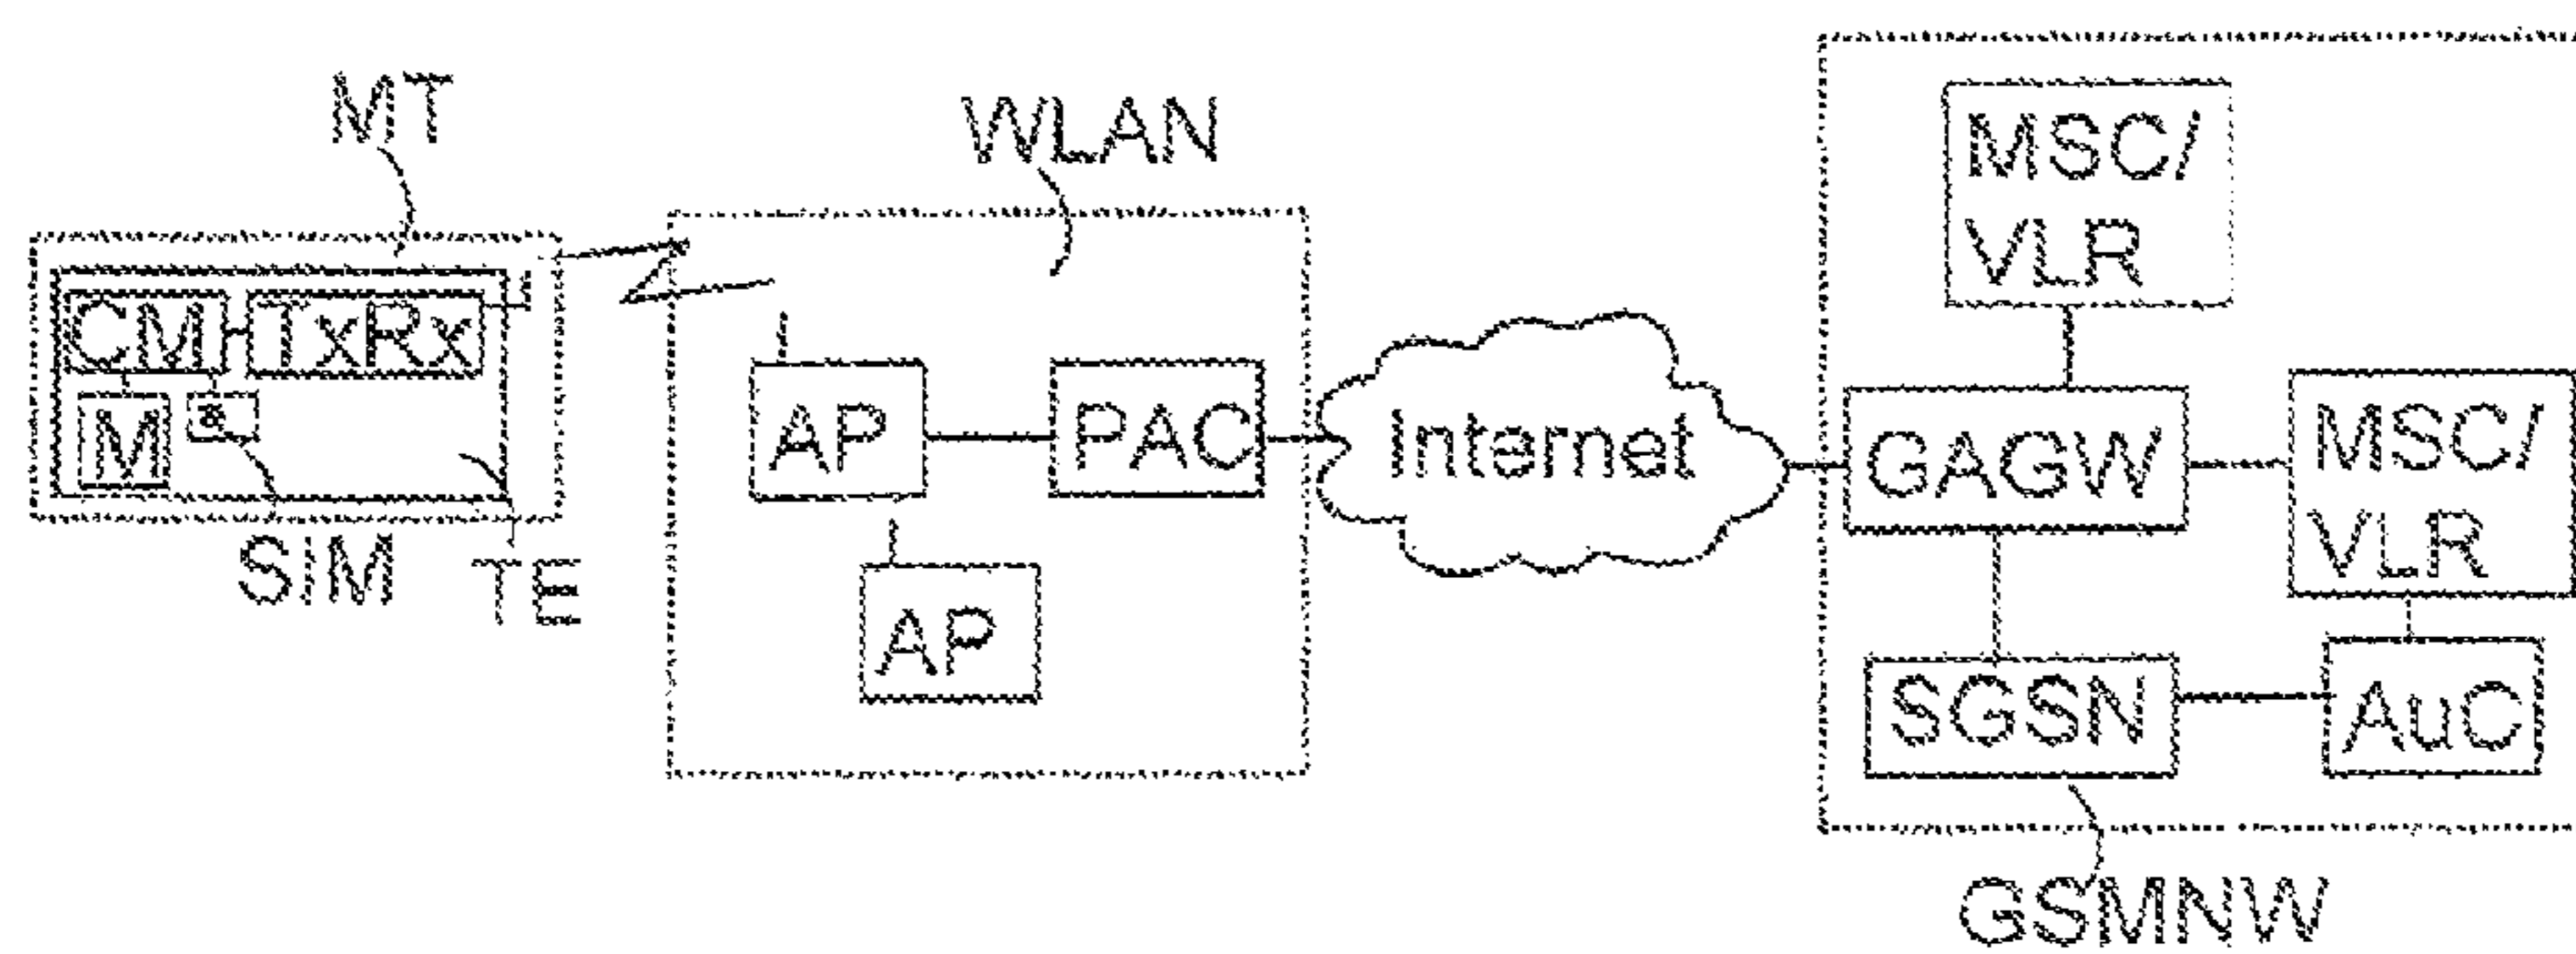 MT
CM
TxRx
M
SIM
TE
WLAN
AP
PAC
AP
Internet
MSC/
VLR
GAGW
MSC/
VLR
SGSN
AuC
GSMNW